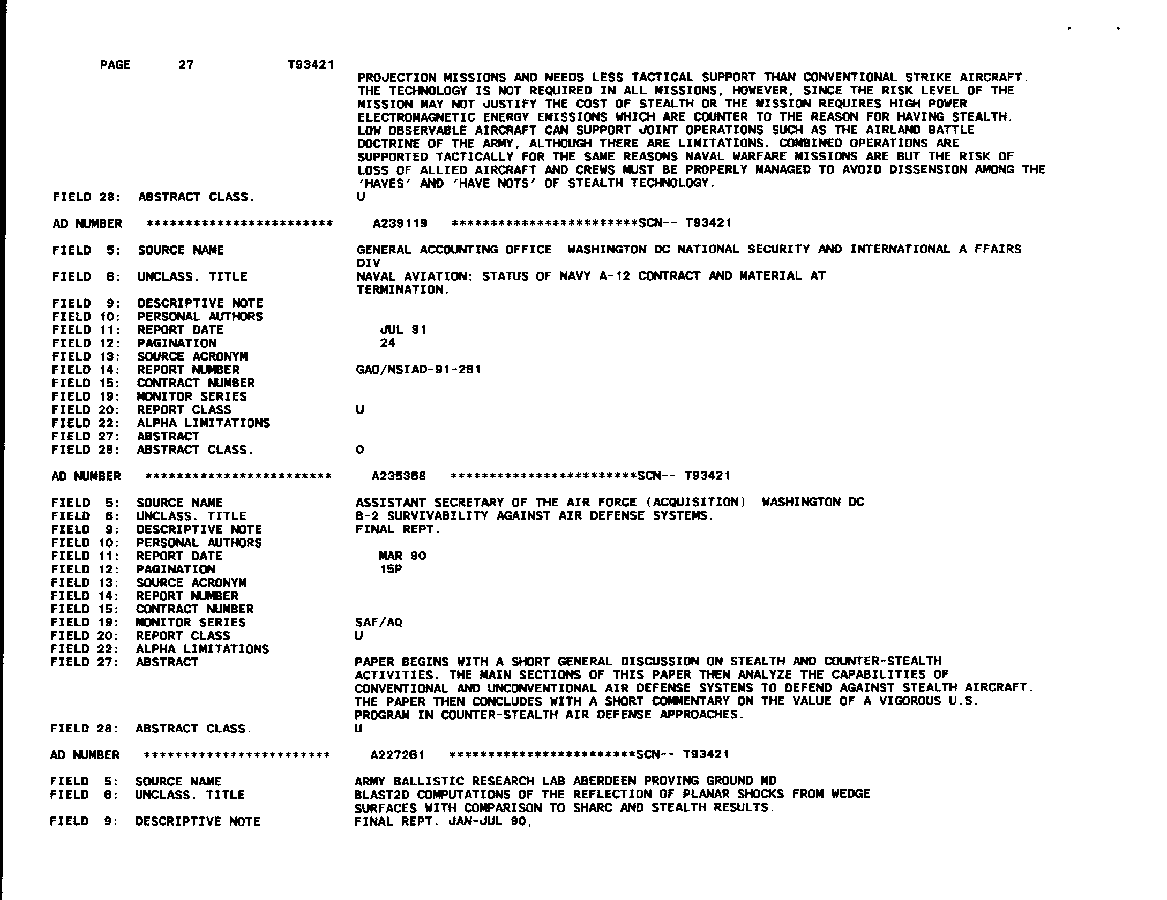 PAGE 27 T93421
PROJECTION MISSIONS AND NEEDS LESS TACTICAL SUPPORT THAN CONVENTIONAL STRIKE AIRCRAFT.
THE TECHNOLOGY IS NOT REQUIRED IN ALL MISSIONS, HOWEVER, SINCE THE RISK LEVEL OF THE
MISSION MAY NOT JUSTIFY THE COST OF STEALTH OR THE MISSION REQUIRES HIGH POWER
ELECTROMAGNETIC ENERGY EMISSIONS WHICH ARE COUNTER TO THE REASON FOR HAVING STEALTH.
LOW OBSERVABLE AIRCRAFT CAN SUPPORT JOINT OPERATIONS SUCH AS THE AIRLAND BATTLE
DOCTRINE OF THE ARMY, ALTHOUGH THERE ARE LIMITATIONS. COMBINED OPERATIONS ARE
SUPPORTED TACTICALLY FOR THE SAME REASONS NAVAL WARFARE MISSIONS ARE BUT THE RISK OF
LOSS OF ALLIED AIRCRAFT AND CREWS MUST BE PROPERLY MANAGED TO AVOID DISSENSION AMONG THE
'HAVES' AND 'HAVE NOTS' OF STEALTH TECHNOLOGY.
FIELD 28: ABSTRACT CLASS. U
AD NUMBER ************************ A239119 ************************SCN-- T93421
FIELD 5: SOURCE NAME GENERAL ACCOUNTING OFFICE WASHINGTON DC NATIONAL SECURITY AND INTERNATIONAL A FFAIRS
DIV
FIELD 6: UNCLASS. TITLE NAVAL AVIATION: STATUS OF NAVY A-12 CONTRACT AND MATERIAL AT
TERMINATION.
FIELD 9: DESCRIPTIVE NOTE
FIELD 10: PERSONAL AUTHORS
FIELD 11: REPORT DATE JUL 91
FIELD 12: PAGINATION 24
FIELD 13: SOURCE ACRONYM
FIELD 14: REPORT NUMBER GAO/NSIAD-91-261
FIELD 15: CONTRACT NUMBER
FIELD 19: MONITOR SERIES
FIELD 20: REPORT CLASS U
FIELD 22: ALPHA LIMITATIONS
FIELD 27: ABSTRACT
FIELD 28: ABSTRACT CLASS. O
AD NUMBER ************************ A235368 ************************SCN-- T93421
FIELD 5: SOURCE NAME ASSISTANT SECRETARY OF THE AIR FORCE (ACQUISITION) WASHINGTON DC
FIELD 6: UNCLASS. TITLE B-2 SURVIVABILITY AGAINST AIR DEFENSE SYSTEMS.
FIELD 9: DESCRIPTIVE NOTE FINAL REPT.
FIELD 10: PERSONAL AUTHORS
FIELD 11: REPORT DATE MAR 90
FIELD 12: PAGINATION 15P
FIELD 13: SOURCE ACRONYM
FIELD 14: REPORT NUMBER
FIELD 15: CONTRACT NUMBER
FIELD 19: MONITOR SERIES SAF/AQ
FIELD 20: REPORT CLASS U
FIELD 22: ALPHA LIMITATIONS
FIELD 27: ABSTRACT PAPER BEGINS WITH A SHORT GENERAL DISCUSSION ON STEALTH AND COUNTER-STEALTH
ACTIVITIES. THE MAIN SECTIONS OF THIS PAPER THEN ANALYZE THE CAPABILITIES OF
CONVENTIONAL AND UNCONVENTIONAL AIR DEFENSE SYSTEMS TO DEFEND AGAINST STEALTH AIRCRAFT.
THE PAPER THEN CONCLUDES WITH A SHORT COMMENTARY ON THE VALUE OF A VIGOROUS U.S.
PROGRAM IN COUNTER-STEALTH AIR DEFENSE APPROACHES.
FIELD 28: ABSTRACT CLASS. U
AD NUMBER ************************ A227261 ************************SCN-- T93421
FIELD 5: SOURCE NAME ARMY BALLISTIC RESEARCH LAB ABERDEEN PROVING GROUND MD
FIELD 6: UNCLASS. TITLE BLAST2D COMPUTATIONS OF THE REFLECTION OF PLANAR SHOCKS FROM WEDGE
SURFACES WITH COMPARISON TO SHARC AND STEALTH RESULTS.
FIELD 9: DESCRIPTIVE NOTE FINAL REPT. JAN-JUL 90,